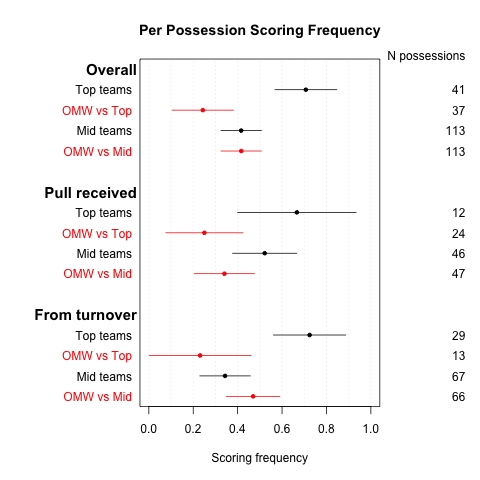 Per Possession Scoring Frequency
N possessions
Overall
Top teams 41
OMW vs Top 37
Mid teams 113
OMW vs Mid 113
Pull received
Top teams 12
OMW vs Top 24
Mid teams 46
OMW vs Mid 47
From turnover
Top teams 29
OMW vs Top 13
Mid teams 67
OMW vs Mid 66
0.0 0.2 0.4 0.6 0.8 1.0
Scoring frequency